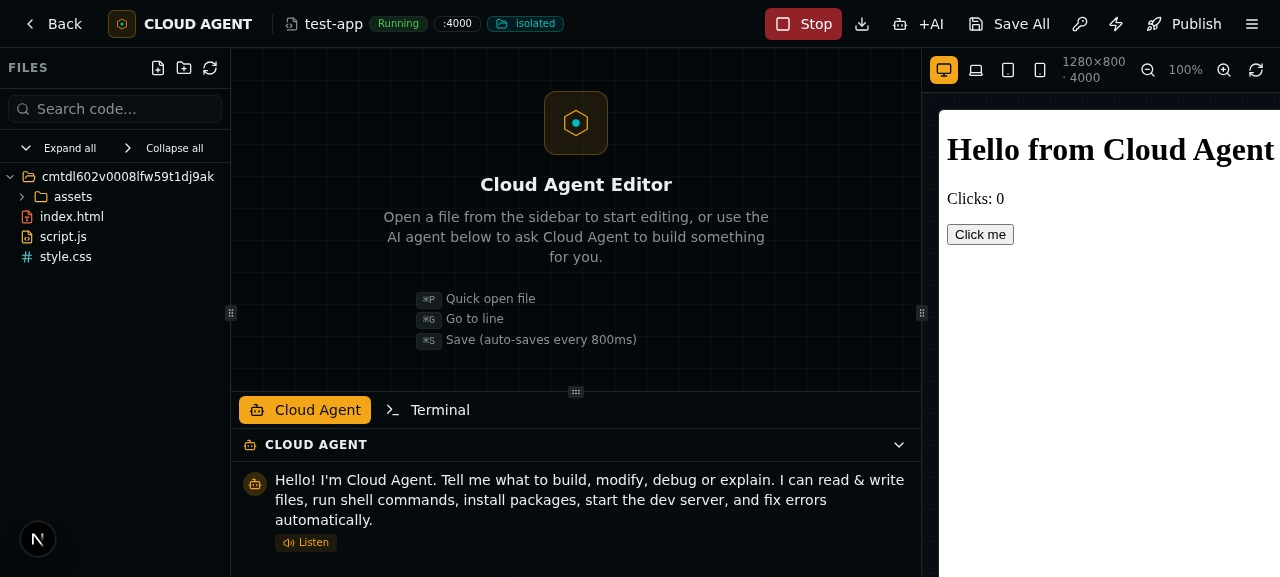 Back
CLOUD AGENT
test-app
Running
:4000
isolated
Stop
+AI
Save All
Publish
FILES
Search code...
Expand all
Collapse all
cmtdl602v0008lfw59t1dj9ak
assets
index.html
script.js
style.css
Cloud Agent Editor
Open a file from the sidebar to start editing, or use the
AI agent below to ask Cloud Agent to build something
for you.
⌘P Quick open file
⌘G Go to line
⌘S Save (auto-saves every 800ms)
Cloud Agent
Terminal
CLOUD AGENT
Hello! I'm Cloud Agent. Tell me what to build, modify, debug or explain. I can read & write
files, run shell commands, install packages, start the dev server, and fix errors
automatically.
Listen
N
1280×800
· 4000
100%
Hello from Cloud Agent
Clicks: 0
Click me